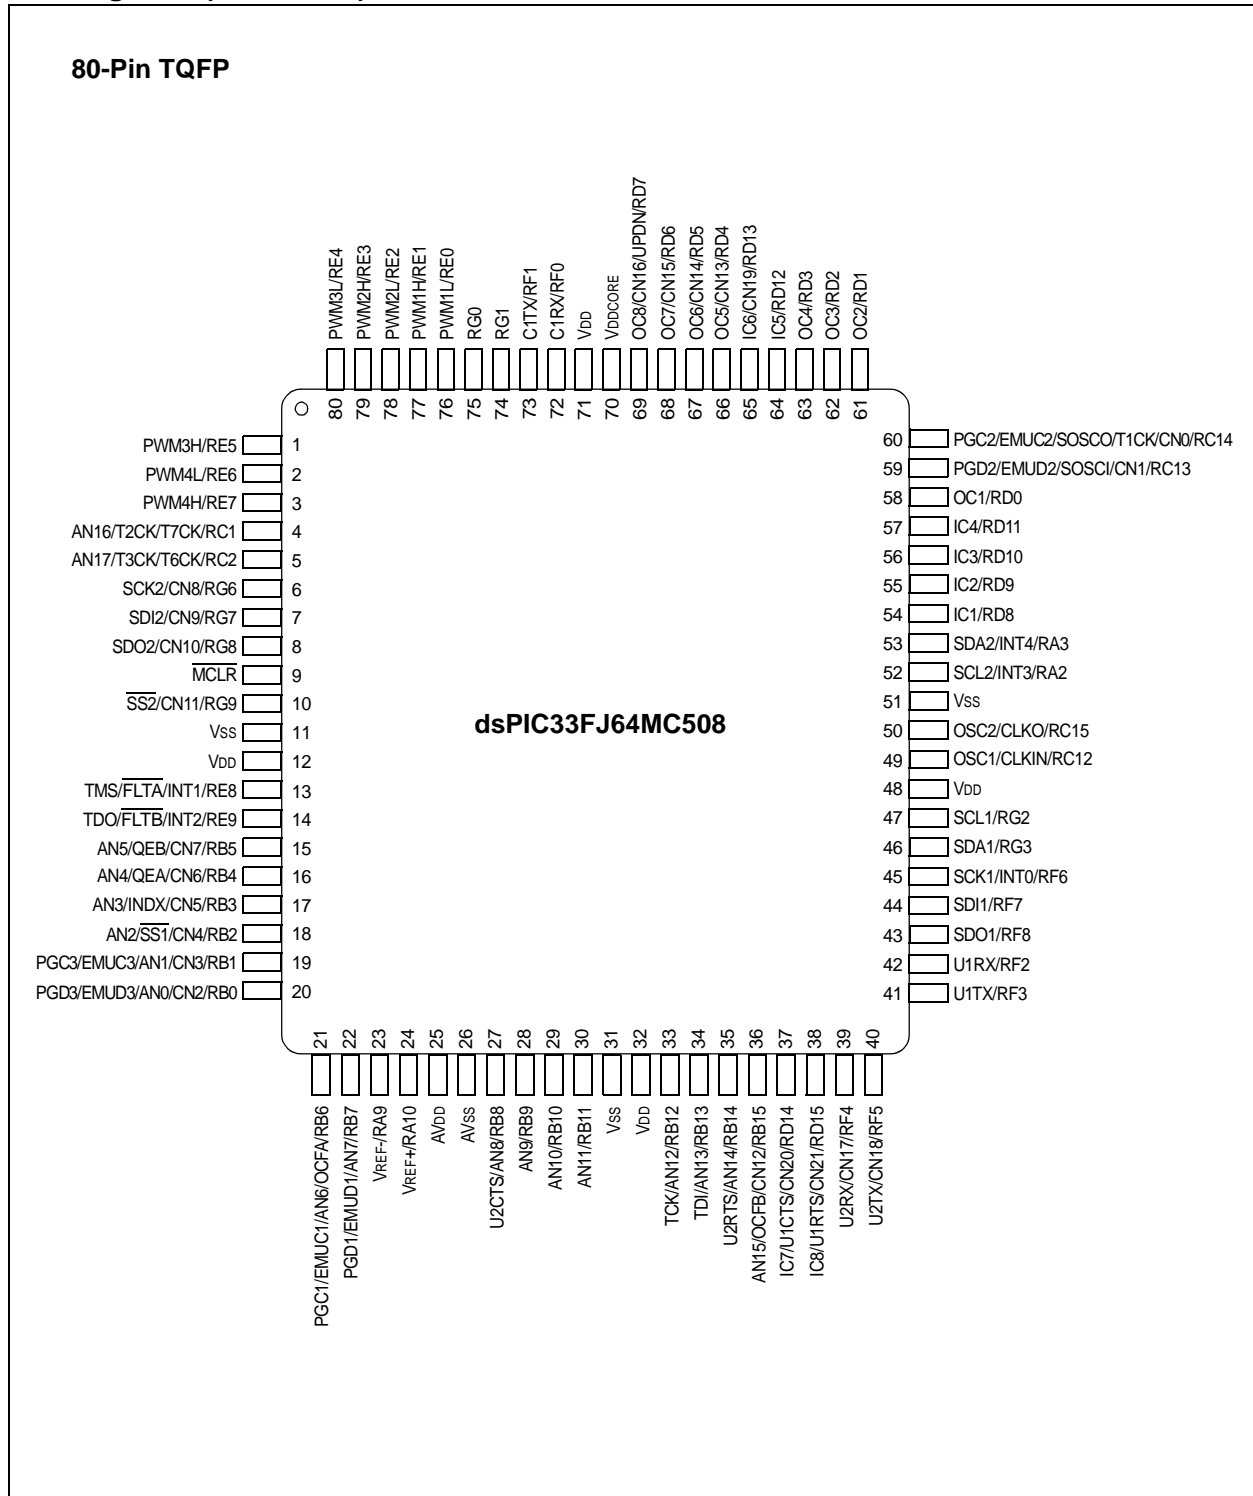 80-Pin TQFP
PWM3L/RE4
PWM2H/RE3
PWM2L/RE2
PWM1H/RE1
PWM1L/RE0
RG0
RG1
C1TX/RF1
C1RX/RF0
VDD
VDDCORE
OC8/CN16/UPDN/RD7
OC7/CN15/RD6
OC6/CN14/RD5
OC5/CN13/RD4
IC6/CN19/RD13
IC5/RD12
OC4/RD3
OC3/RD2
OC2/RD1
80
79
78
77
76
75
74
73
72
71
70
69
68
67
66
65
64
63
62
61
PWM3H/RE5 1
PWM4L/RE6 2
PWM4H/RE7 3
AN16/T2CK/T7CK/RC1 4
AN17/T3CK/T6CK/RC2 5
SCK2/CN8/RG6 6
SDI2/CN9/RG7 7
SDO2/CN10/RG8 8
MCLR 9
SS2/CN11/RG9 10
VSS 11
VDD 12
TMS/FLTA/INT1/RE8 13
TDO/FLTB/INT2/RE9 14
AN5/QEB/CN7/RB5 15
AN4/QEA/CN6/RB4 16
AN3/INDX/CN5/RB3 17
AN2/SS1/CN4/RB2 18
PGC3/EMUC3/AN1/CN3/RB1 19
PGD3/EMUD3/AN0/CN2/RB0 20
dsPIC33FJ64MC508
60 PGC2/EMUC2/SOSCO/T1CK/CN0/RC14
59 PGD2/EMUD2/SOSCI/CN1/RC13
58 OC1/RD0
57 IC4/RD11
56 IC3/RD10
55 IC2/RD9
54 IC1/RD8
53 SDA2/INT4/RA3
52 SCL2/INT3/RA2
51 VSS
50 OSC2/CLKO/RC15
49 OSC1/CLKIN/RC12
48 VDD
47 SCL1/RG2
46 SDA1/RG3
45 SCK1/INT0/RF6
44 SDI1/RF7
43 SDO1/RF8
42 U1RX/RF2
41 U1TX/RF3
21
22
23
24
25
26
27
28
29
30
31
32
33
34
35
36
37
38
39
40
PGC1/EMUC1/AN6/OCFA/RB6
PGD1/EMUD1/AN7/RB7
VREF-/RA9
VREF+/RA10
AVDD
AVSS
U2CTS/AN8/RB8
AN9/RB9
AN10/RB10
AN11/RB11
VSS
VDD
TCK/AN12/RB12
TDI/AN13/RB13
U2RTS/AN14/RB14
AN15/OCFB/CN12/RB15
IC7/U1CTS/CN20/RD14
IC8/U1RTS/CN21/RD15
U2RX/CN17/RF4
U2TX/CN18/RF5